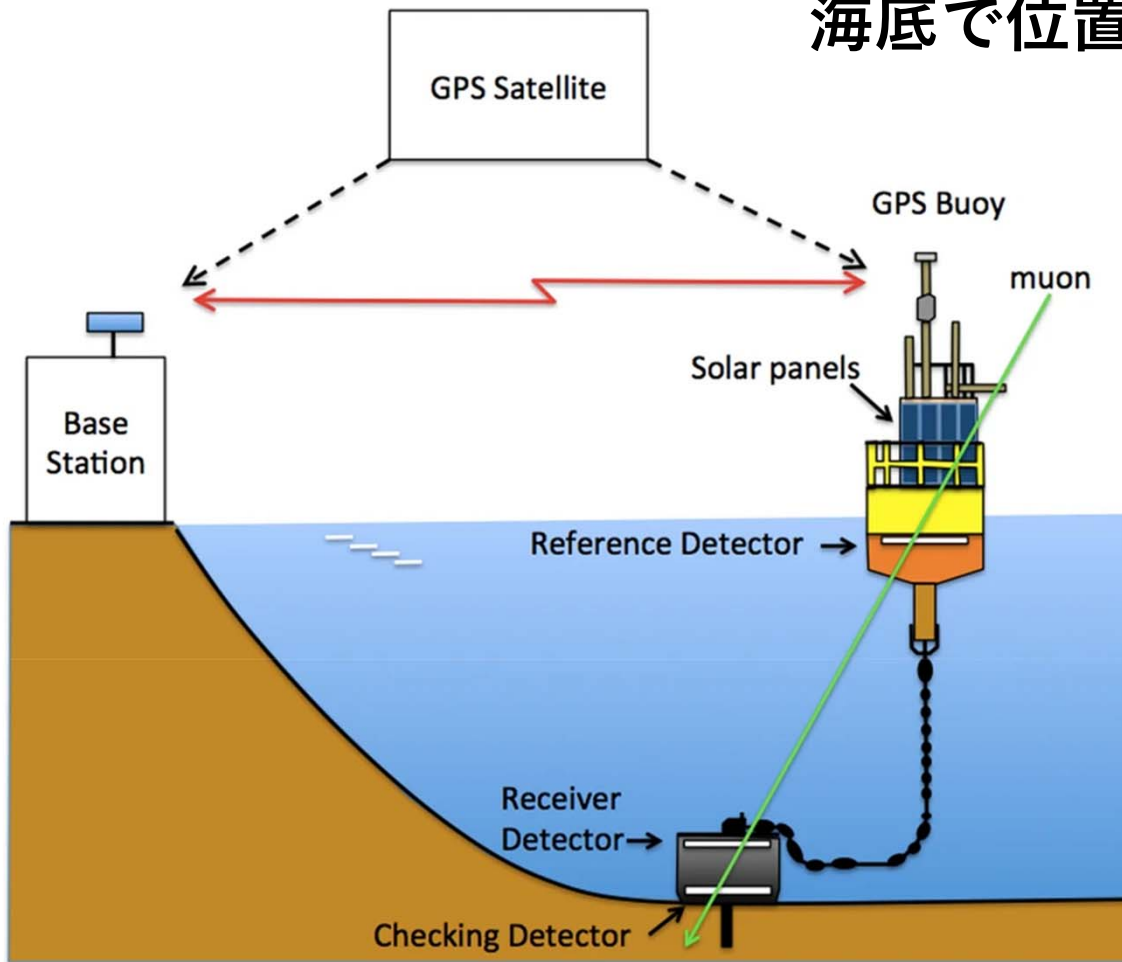 海底で位置
GPS Satellite
GPS Buoy
muon
Solar panels
Base
Station
Reference Detector
Receiver
Detector
Checking Detector